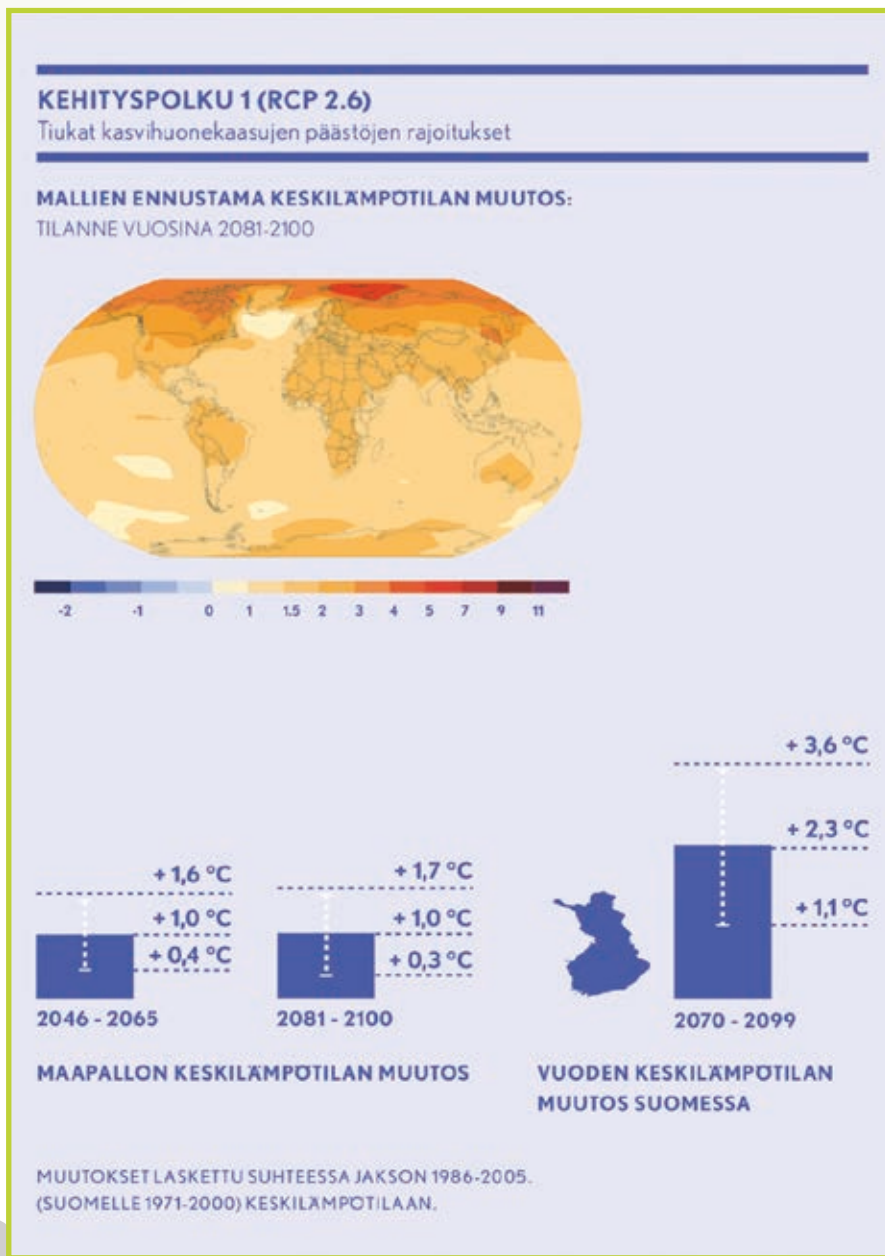 KEHITYSPOLKU 1 (RCP 2.6)
Tiukat kasvihuonekaasujen päästöjen rajoitukset
MALLIEN ENNUSTAMA KESKILÄMPÖTILAN MUUTOS:
TILANNE VUOSINA 2081-2100
-2 -1 0 1 1.5 2 3 4 5 7 9 11
+ 1,6 °C
+ 1,0 °C
+ 0,4 °C
2046 - 2065
+ 1,7 °C
+ 1,0 °C
+ 0,3 °C
2081 - 2100
MAAPALLON KESKILÄMPÖTILAN MUUTOS
+ 3,6 °C
+ 2,3 °C
+ 1,1 °C
2070 - 2099
VUODEN KESKILÄMPÖTILAN
MUUTOS SUOMESSA
MUUTOKSET LASKETTU SUHTEESSA JAKSON 1986-2005.
(SUOMELLE 1971-2000) KESKILÄMPÖTILAAN.